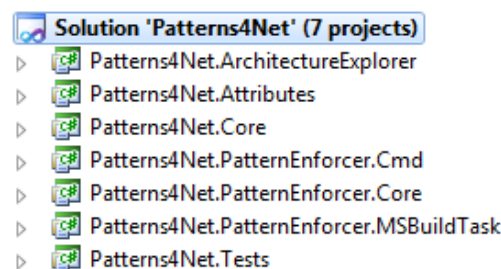 Solution 'Patterns4Net' (7 projects)
Patterns4Net.ArchitectureExplorer
Patterns4Net.Attributes
Patterns4Net.Core
Patterns4Net.PatternEnforcer.Cmd
Patterns4Net.PatternEnforcer.Core
Patterns4Net.PatternEnforcer.MSBuildTask
Patterns4Net.Tests